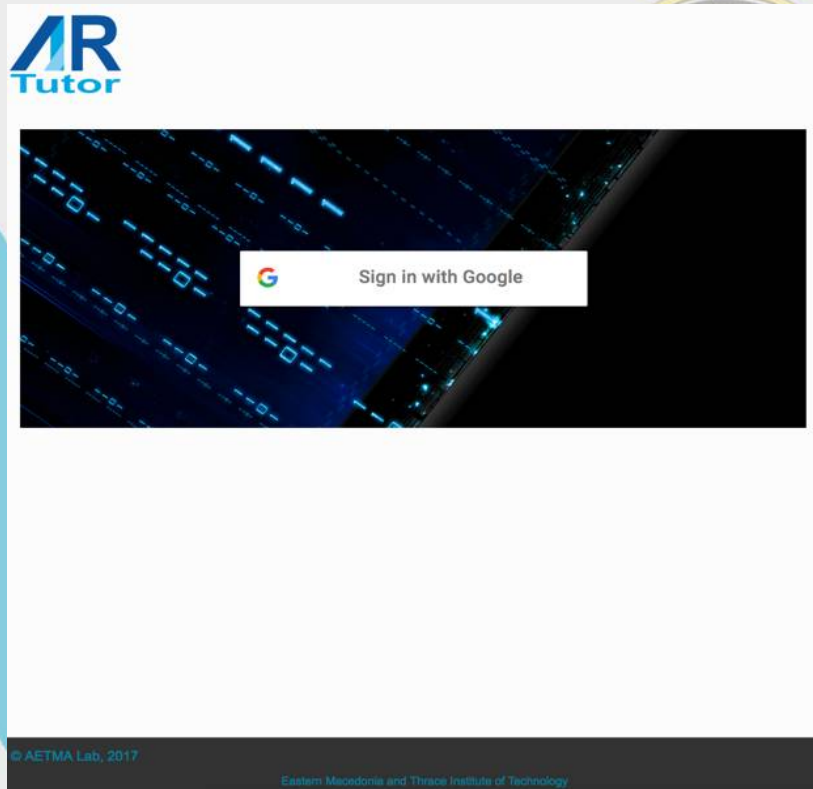 AR
Tutor
Sign in with Google
© AETMA Lab, 2017
Eastern Macedonia and Thrace Institute of Technology